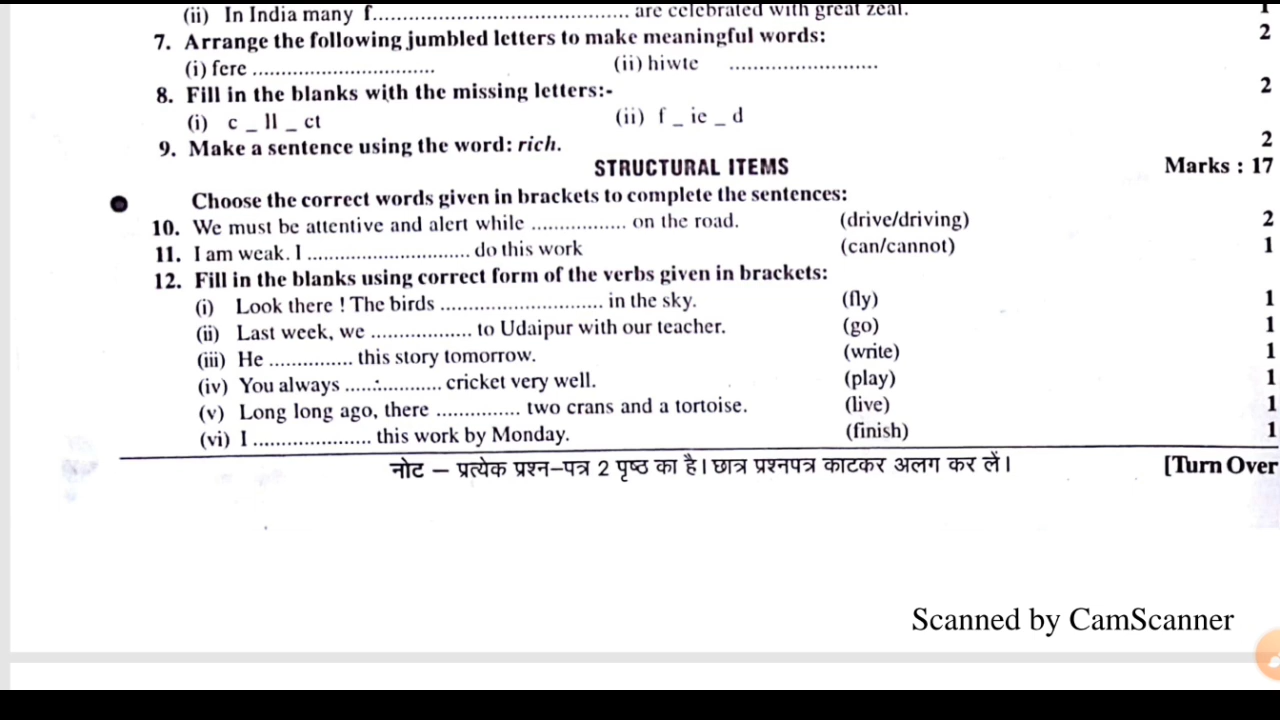 (ii) In India many f............................................ are celebrated with great zeal. 1
7. Arrange the following jumbled letters to make meaningful words: 2
(i) fere ................................ (ii) hiwte ..........................
8. Fill in the blanks with the missing letters:- 2
(i) c _ ll _ ct (ii) f _ ie _ d
9. Make a sentence using the word: rich. 2
STRUCTURAL ITEMS Marks : 17
● Choose the correct words given in brackets to complete the sentences:
10. We must be attentive and alert while ................. on the road. (drive/driving) 2
11. I am weak. I ............................. do this work (can/cannot) 1
12. Fill in the blanks using correct form of the verbs given in brackets:
(i) Look there ! The birds ............................. in the sky. (fly) 1
(ii) Last week, we .................. to Udaipur with our teacher. (go) 1
(iii) He ............... this story tomorrow. (write) 1
(iv) You always ................. cricket very well. (play) 1
(v) Long long ago, there ............... two crans and a tortoise. (live) 1
(vi) I ..................... this work by Monday. (finish) 1
नोट – प्रत्येक प्रश्न–पत्र 2 पृष्ठ का है। छात्र प्रश्नपत्र काटकर अलग कर लें। [Turn Over
Scanned by CamScanner